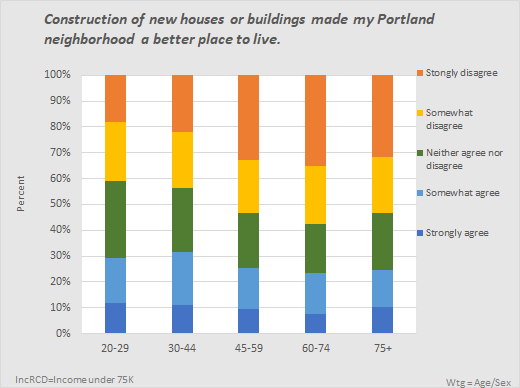 Construction of new houses or buildings made my Portland
neighborhood a better place to live.
100%
90%
80%
70%
60%
50%
40%
30%
20%
10%
0%
Percent
20-29
30-44
45-59
60-74
75+
Stongly disagree
Somewhat
disagree
Neither agree nor
disagree
Somewhat agree
Strongly agree
IncRCD=Income under 75K
Wtg = Age/Sex